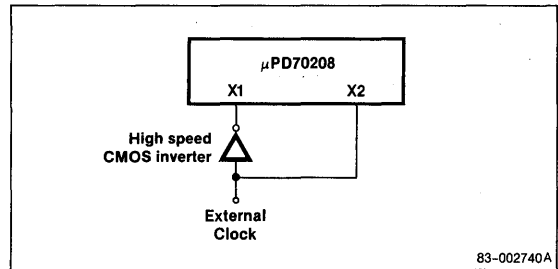 μPD70208
X1 X2
High speed
CMOS inverter
External
Clock
83-002740A